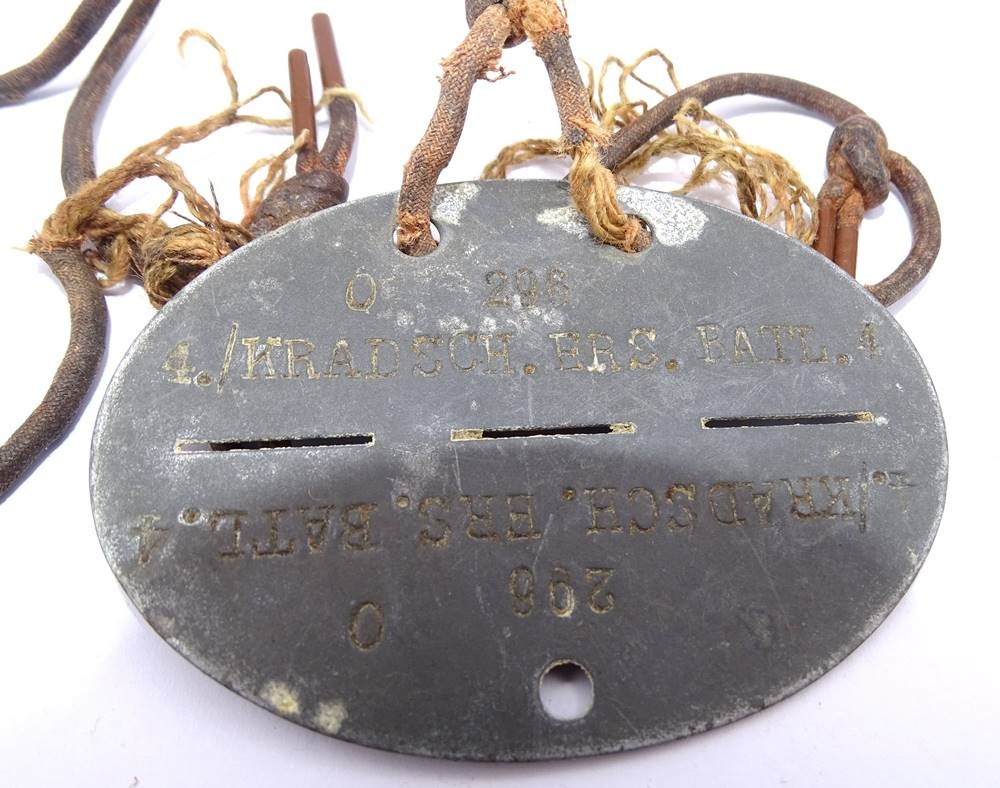 O 296
4./KRADSCH. ERS. BATL. 4
4./KRADSCH. ERS. BATL. 4
296
O